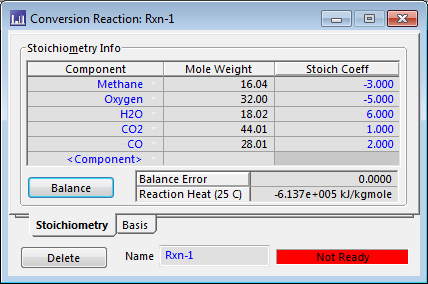 Conversion Reaction: Rxn-1
Stoichiometry Info
Component Mole Weight Stoich Coeff
Methane 16.04 -3.000
Oxygen 32.00 -5.000
H2O 18.02 6.000
CO2 44.01 1.000
CO 28.01 2.000
<Component>
Balance
Balance Error 0.0000
Reaction Heat (25 C) -6.137e+005 kJ/kgmole
Stoichiometry Basis
Delete Name Rxn-1 Not Ready